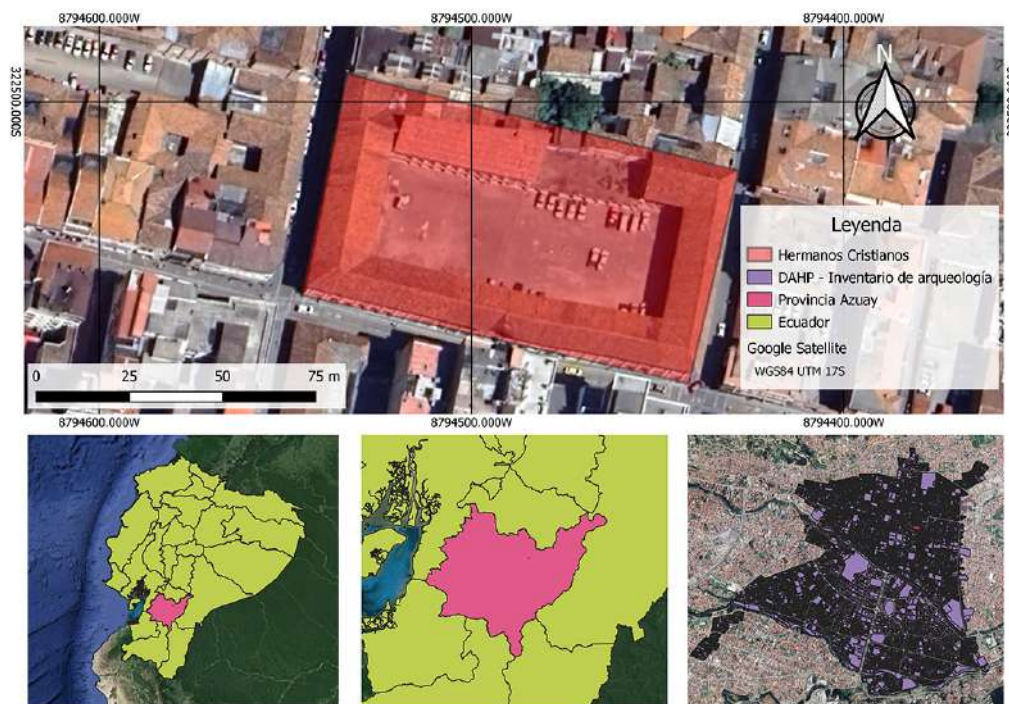 8794600.000W 8794500.000W 8794400.000W
322500.000S
N
Leyenda
Hermanos Cristianos
DAHP - Inventario de arqueología
Provincia Azuay
Ecuador
Google Satellite
WGS84 UTM 17S
0 25 50 75 m
8794600.000W 8794500.000W 8794400.000W